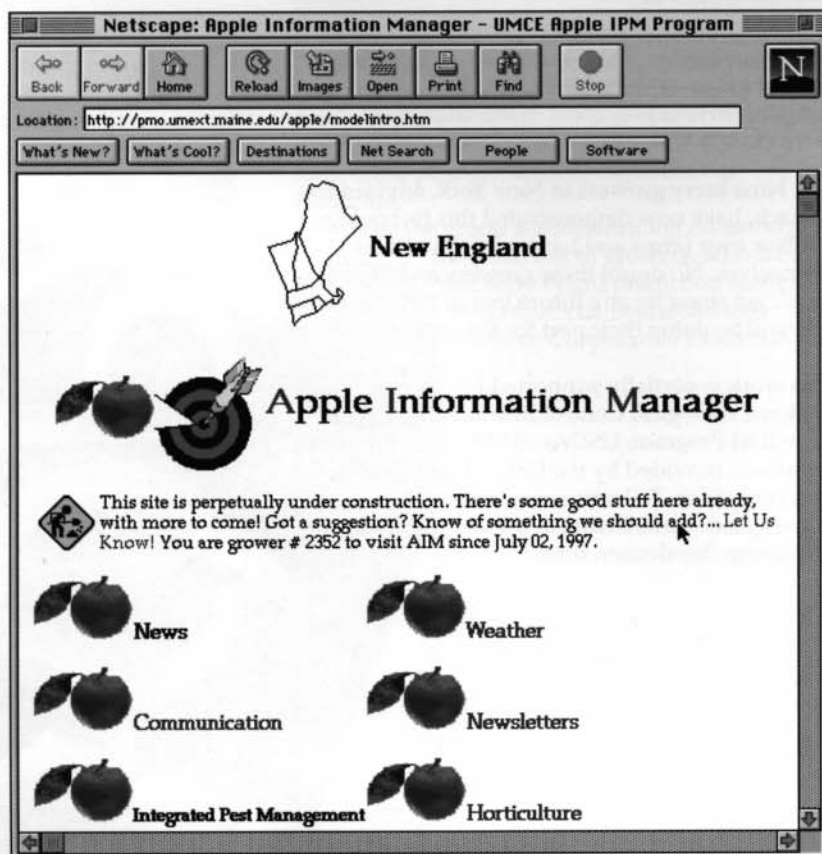 Netscape: Apple Information Manager – UMCE Apple IPM Program
Back Forward Home Reload Images Open Print Find Stop
N
Location: http://pmo.umext.maine.edu/apple/modelintro.htm
What's New? What's Cool? Destinations Net Search People Software
New England
Apple Information Manager
This site is perpetually under construction. There's some good stuff here already,
with more to come! Got a suggestion? Know of something we should add?... Let Us
Know! You are grower # 2352 to visit AIM since July 02, 1997.
News Weather
Communication Newsletters
Integrated Pest Management Horticulture